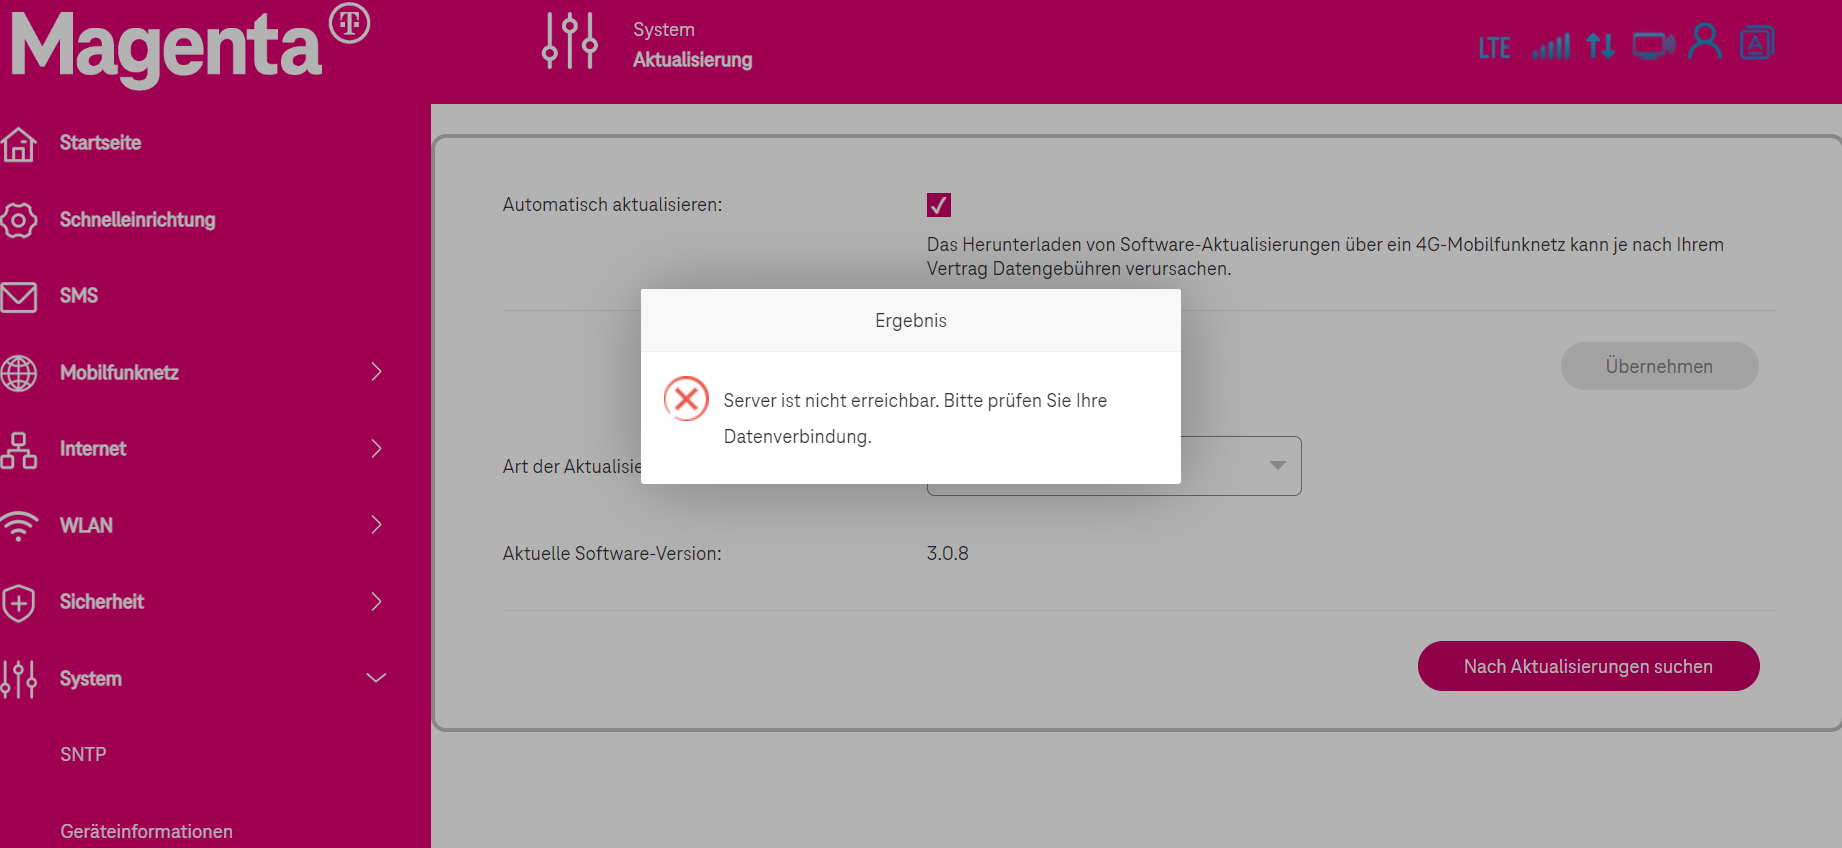 Magenta T
System
Aktualisierung
LTE
A
Startseite
Schnelleinrichtung
SMS
Mobilfunknetz
Internet
WLAN
Sicherheit
System
SNTP
Geräteinformationen
Automatisch aktualisieren:
Das Herunterladen von Software-Aktualisierungen über ein 4G-Mobilfunknetz kann je nach Ihrem
Vertrag Datengebühren verursachen.
Ergebnis
Server ist nicht erreichbar. Bitte prüfen Sie Ihre
Datenverbindung.
Übernehmen
Art der Aktualisie
Aktuelle Software-Version: 3.0.8
Nach Aktualisierungen suchen